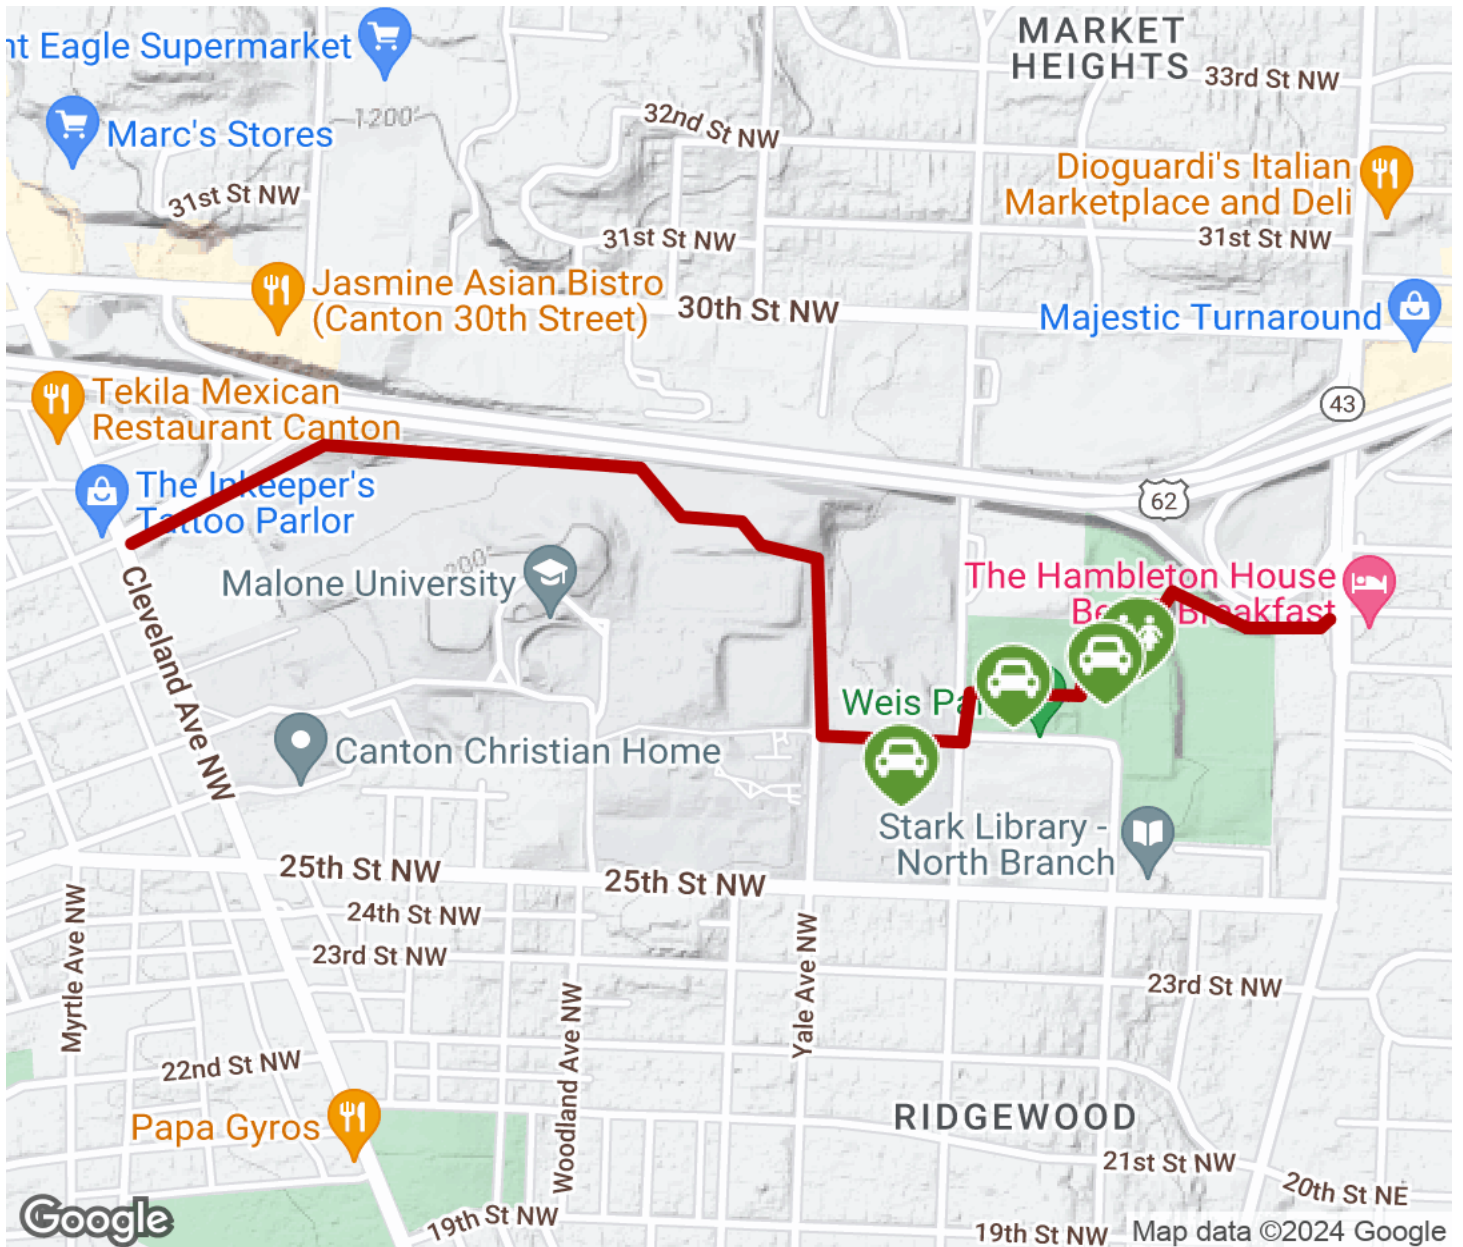 MARKET
HEIGHTS
nt Eagle Supermarket
33rd St NW
1200'
Marc's Stores
32nd St NW
Dioguardi's Italian
Marketplace and Deli
31st St NW
31st St NW
31st St NW
Jasmine Asian Bistro
(Canton 30th Street)
30th St NW
Majestic Turnaround
Tekila Mexican
Restaurant Canton
43
The Inkeeper's
Tattoo Parlor
62
Malone University
The Hambleton House
Breakfast
Cleveland Ave NW
Weis
Canton Christian Home
Stark Library -
North Branch
25th St NW
25th St NW
24th St NW
23rd St NW
23rd St NW
Myrtle Ave NW
Yale Ave NW
Woodland Ave NW
22nd St NW
Papa Gyros
RIDGEWOOD
21st St NW
20th St NE
19th St NW
19th St NW
Google
Map data ©2024 Google